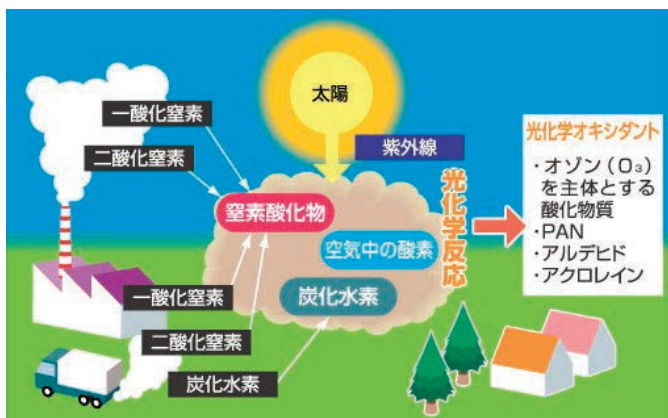 太陽
一酸化窒素
二酸化窒素
紫外線
窒素酸化物
空気中の酸素
炭化水素
光化学反応
一酸化窒素
二酸化窒素
炭化水素
光化学オキシダント
・オゾン(O₃)
を主体とする
酸化物質
・PAN
・アルデヒド
・アクロレイン